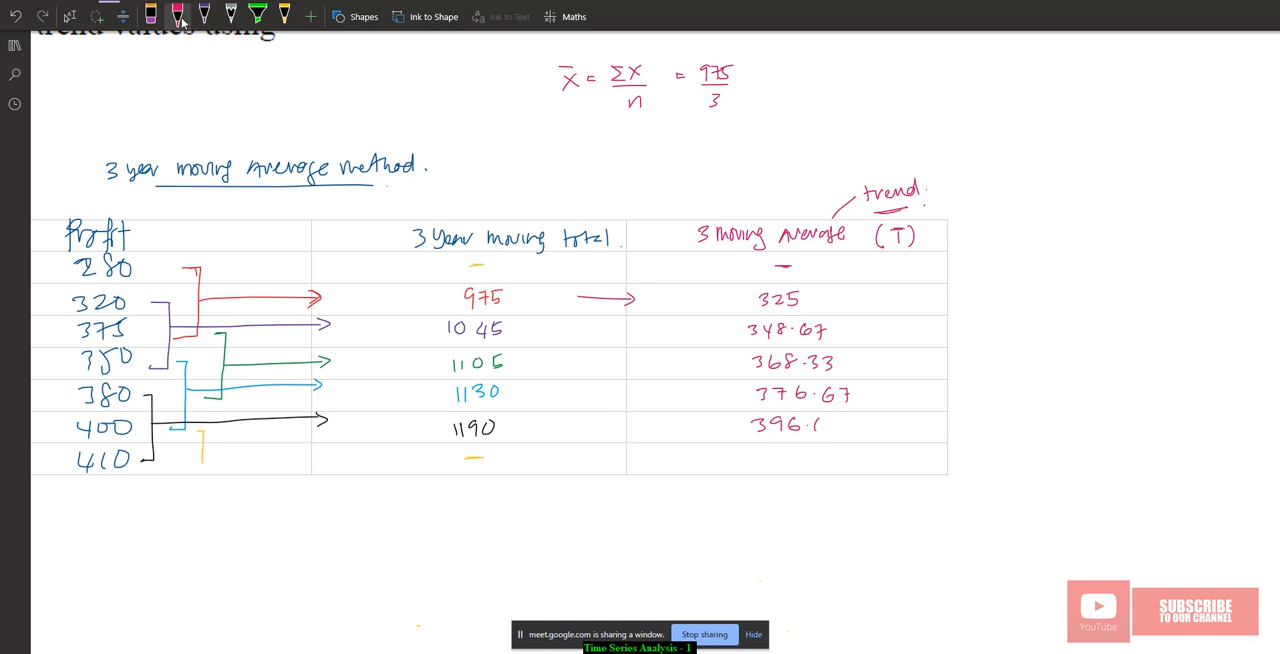 Shapes Ink to Shape Ink to Text Maths
trend values using
X̄ = ΣX/n = 975/3
3 year moving Average method.
trend.
Profit 3 Year moving total. 3 moving Average (T)
280 – –
320 975 325
375 1045 348.67
350 1105 368.33
380 1130 376.67
400 1190 396.
410 –
YouTube
SUBSCRIBE
TO OUR CHANNEL
meet.google.com is sharing a window. Stop sharing Hide
Time Series Analysis - 1